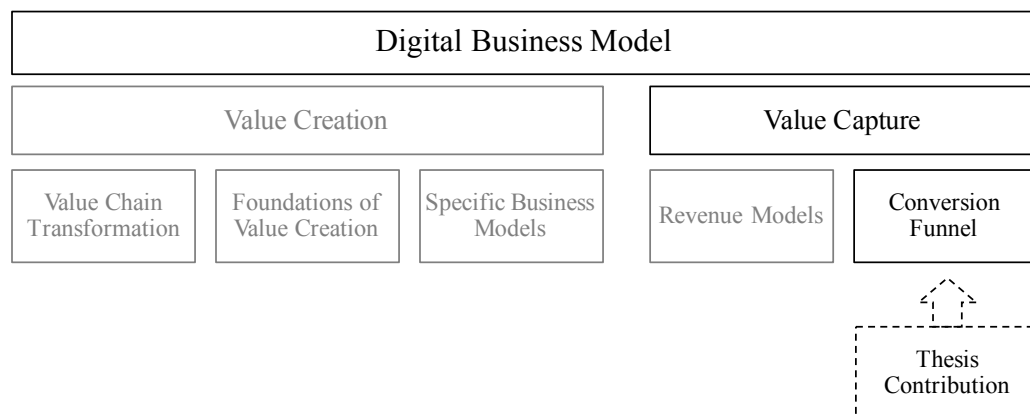 Digital Business Model
Value Creation
Value Capture
Value Chain
Transformation
Foundations of
Value Creation
Specific Business
Models
Revenue Models
Conversion
Funnel
Thesis
Contribution